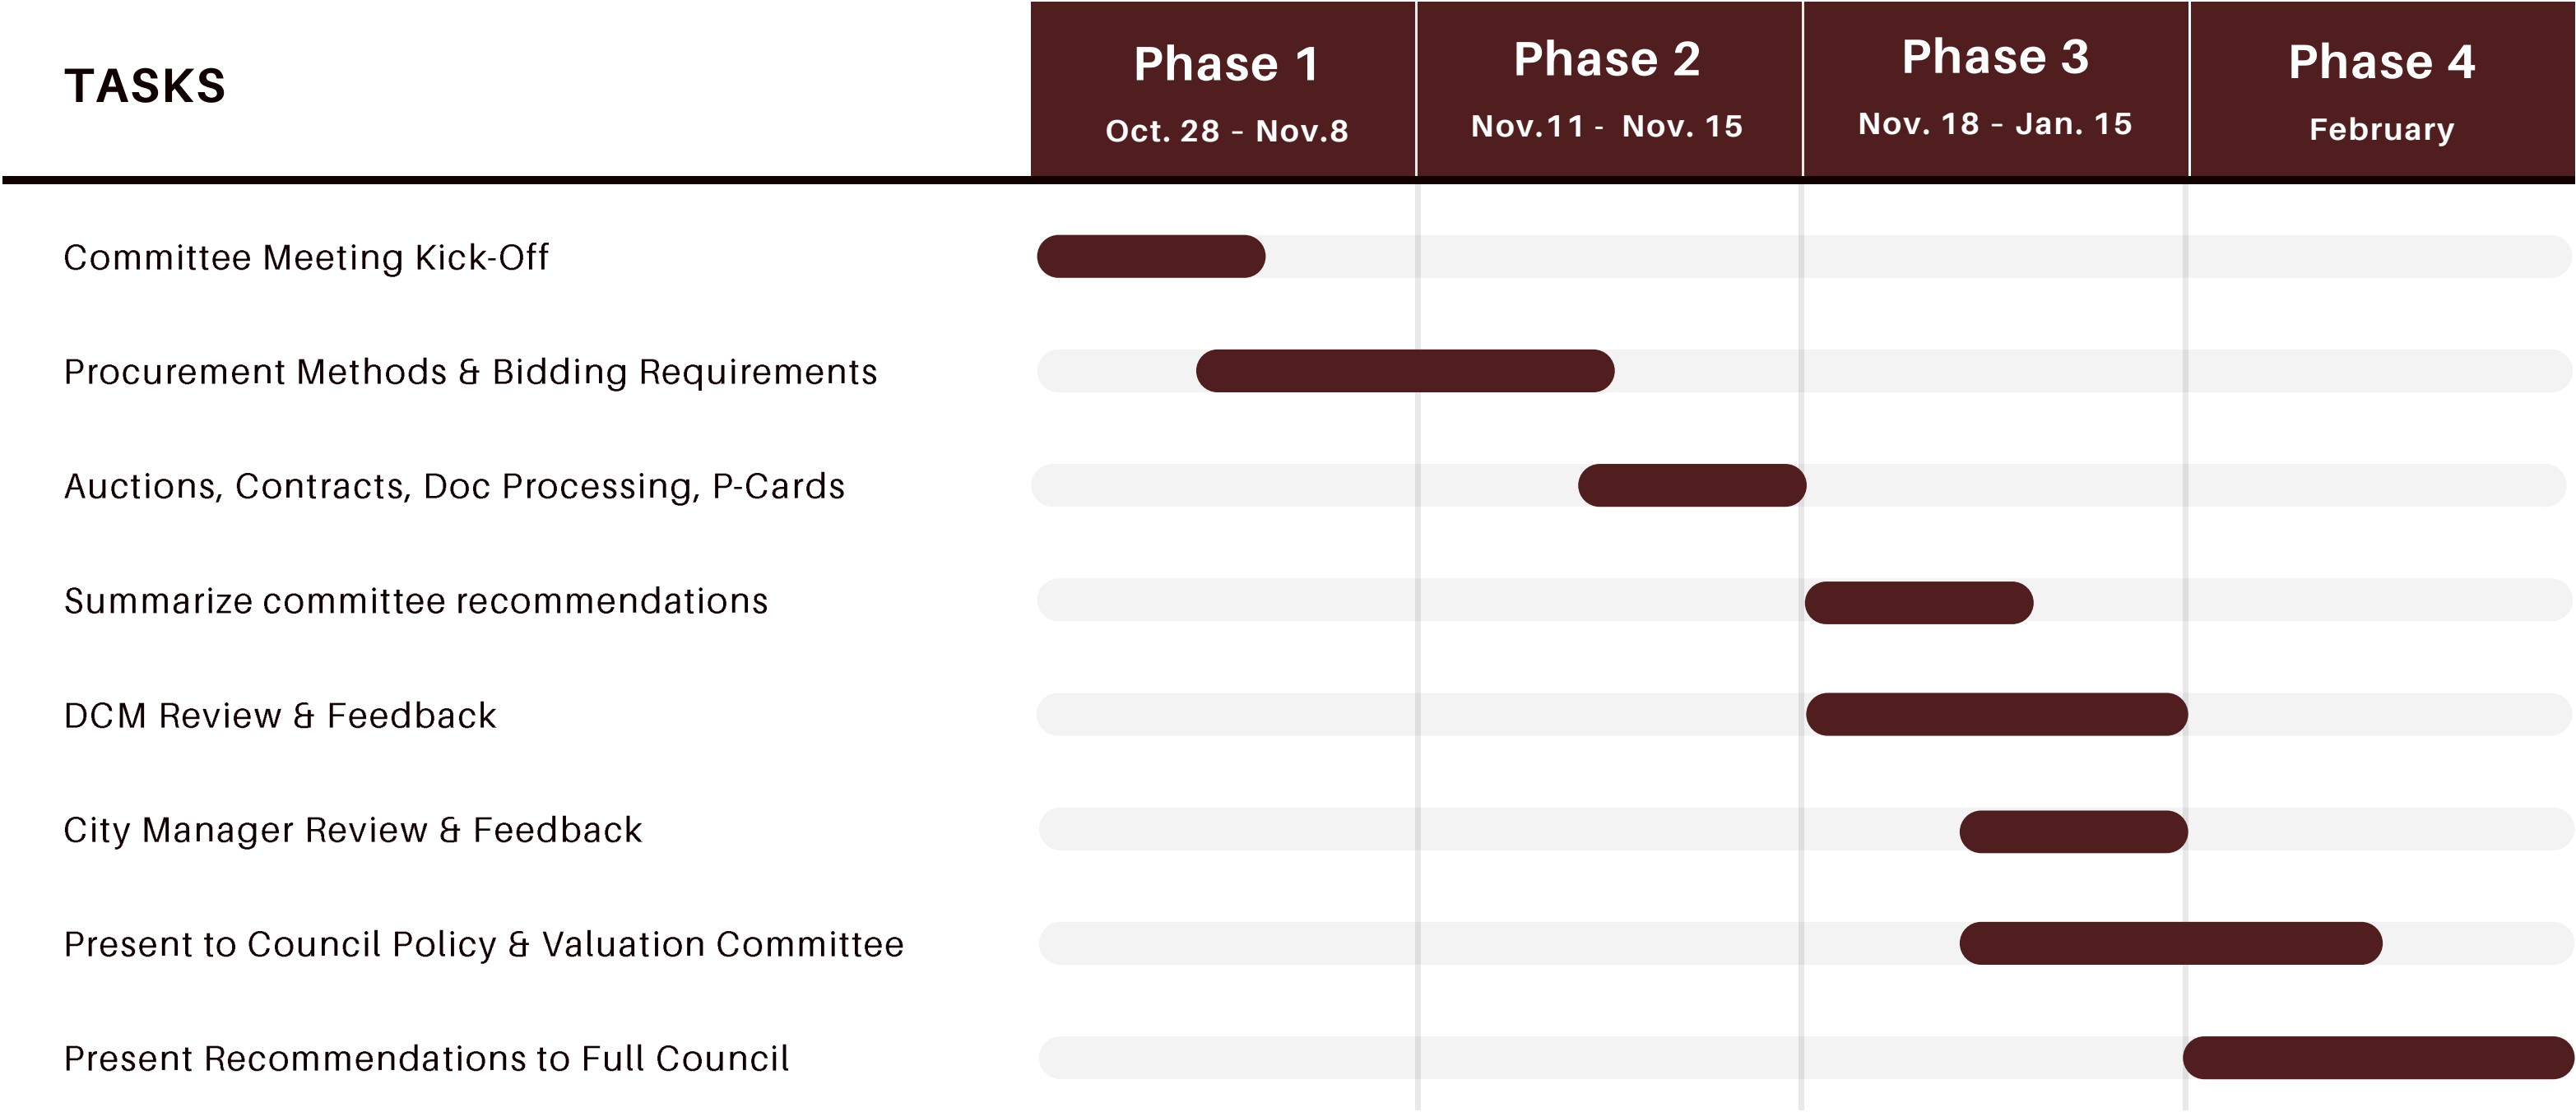 TASKS
Phase 1
Oct. 28 – Nov.8
Phase 2
Nov.11 - Nov. 15
Phase 3
Nov. 18 – Jan. 15
Phase 4
February
Committee Meeting Kick-Off
Procurement Methods & Bidding Requirements
Auctions, Contracts, Doc Processing, P-Cards
Summarize committee recommendations
DCM Review & Feedback
City Manager Review & Feedback
Present to Council Policy & Valuation Committee
Present Recommendations to Full Council